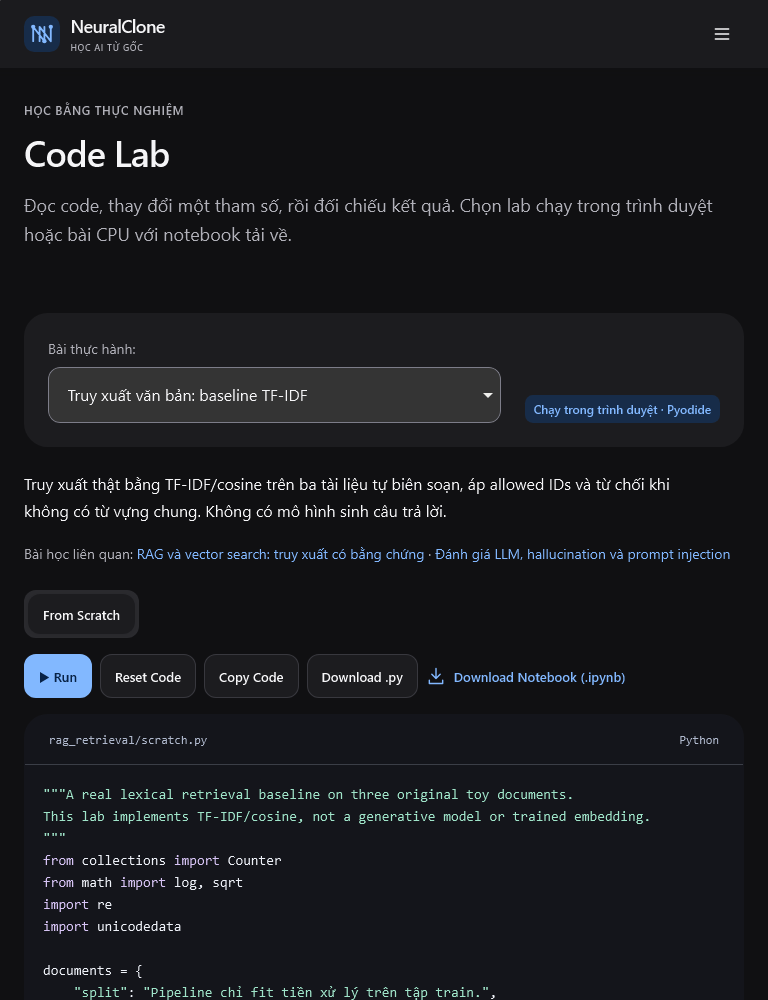 NeuralClone
HỌC AI TỪ GỐC
HỌC BẰNG THỰC NGHIỆM
Code Lab
Đọc code, thay đổi một tham số, rồi đối chiếu kết quả. Chọn lab chạy trong trình duyệt
hoặc bài CPU với notebook tải về.
Bài thực hành:
Truy xuất văn bản: baseline TF-IDF
Chạy trong trình duyệt · Pyodide
Truy xuất thật bằng TF-IDF/cosine trên ba tài liệu tự biên soạn, áp allowed IDs và từ chối khi
không có từ vựng chung. Không có mô hình sinh câu trả lời.
Bài học liên quan: RAG và vector search: truy xuất có bằng chứng · Đánh giá LLM, hallucination và prompt injection
From Scratch
Run
Reset Code
Copy Code
Download .py
Download Notebook (.ipynb)
rag_retrieval/scratch.py
Python
"""A real lexical retrieval baseline on three original toy documents.
This lab implements TF-IDF/cosine, not a generative model or trained embedding.
"""
from collections import Counter
from math import log, sqrt
import re
import unicodedata
documents = {
"split": "Pipeline chỉ fit tiền xử lý trên tập train.",